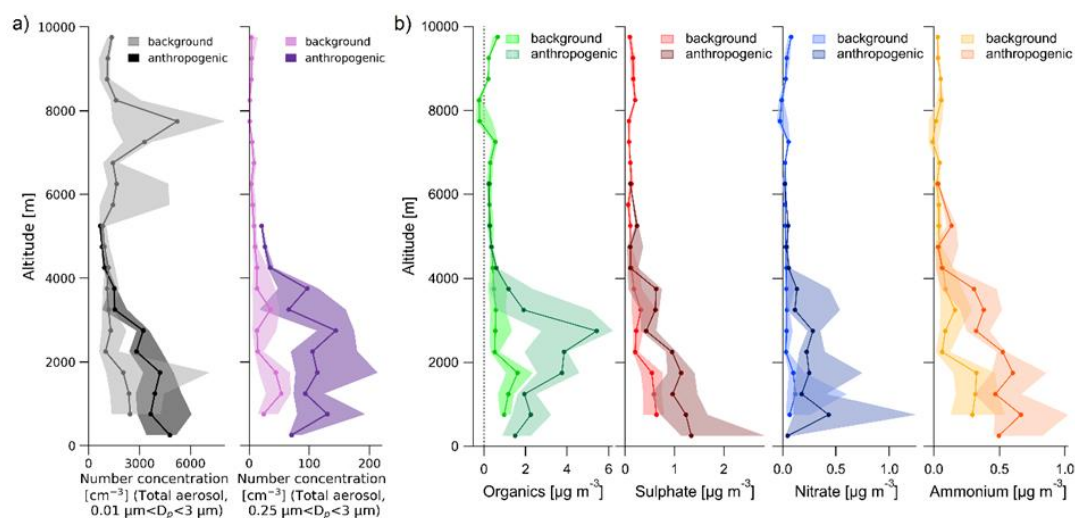 a)
b)
10000
8000
6000
4000
2000
0
Altitude [m]
background
anthropogenic
0 3000 6000
Number concentration
[cm⁻³] (Total aerosol,
0.01 µm<Dₚ<3 µm)
background
anthropogenic
0 100 200
Number concentration
[cm⁻³] (Total aerosol,
0.25 µm<Dₚ<3 µm)
10000
8000
6000
4000
2000
0
Altitude [m]
background
anthropogenic
0 2 4 6
Organics [µg m⁻³]
background
anthropogenic
0 1 2
Sulphate [µg m⁻³]
background
anthropogenic
0.0 0.5 1.0
Nitrate [µg m⁻³]
background
anthropogenic
0.0 0.5 1.0
Ammonium [µg m⁻³]